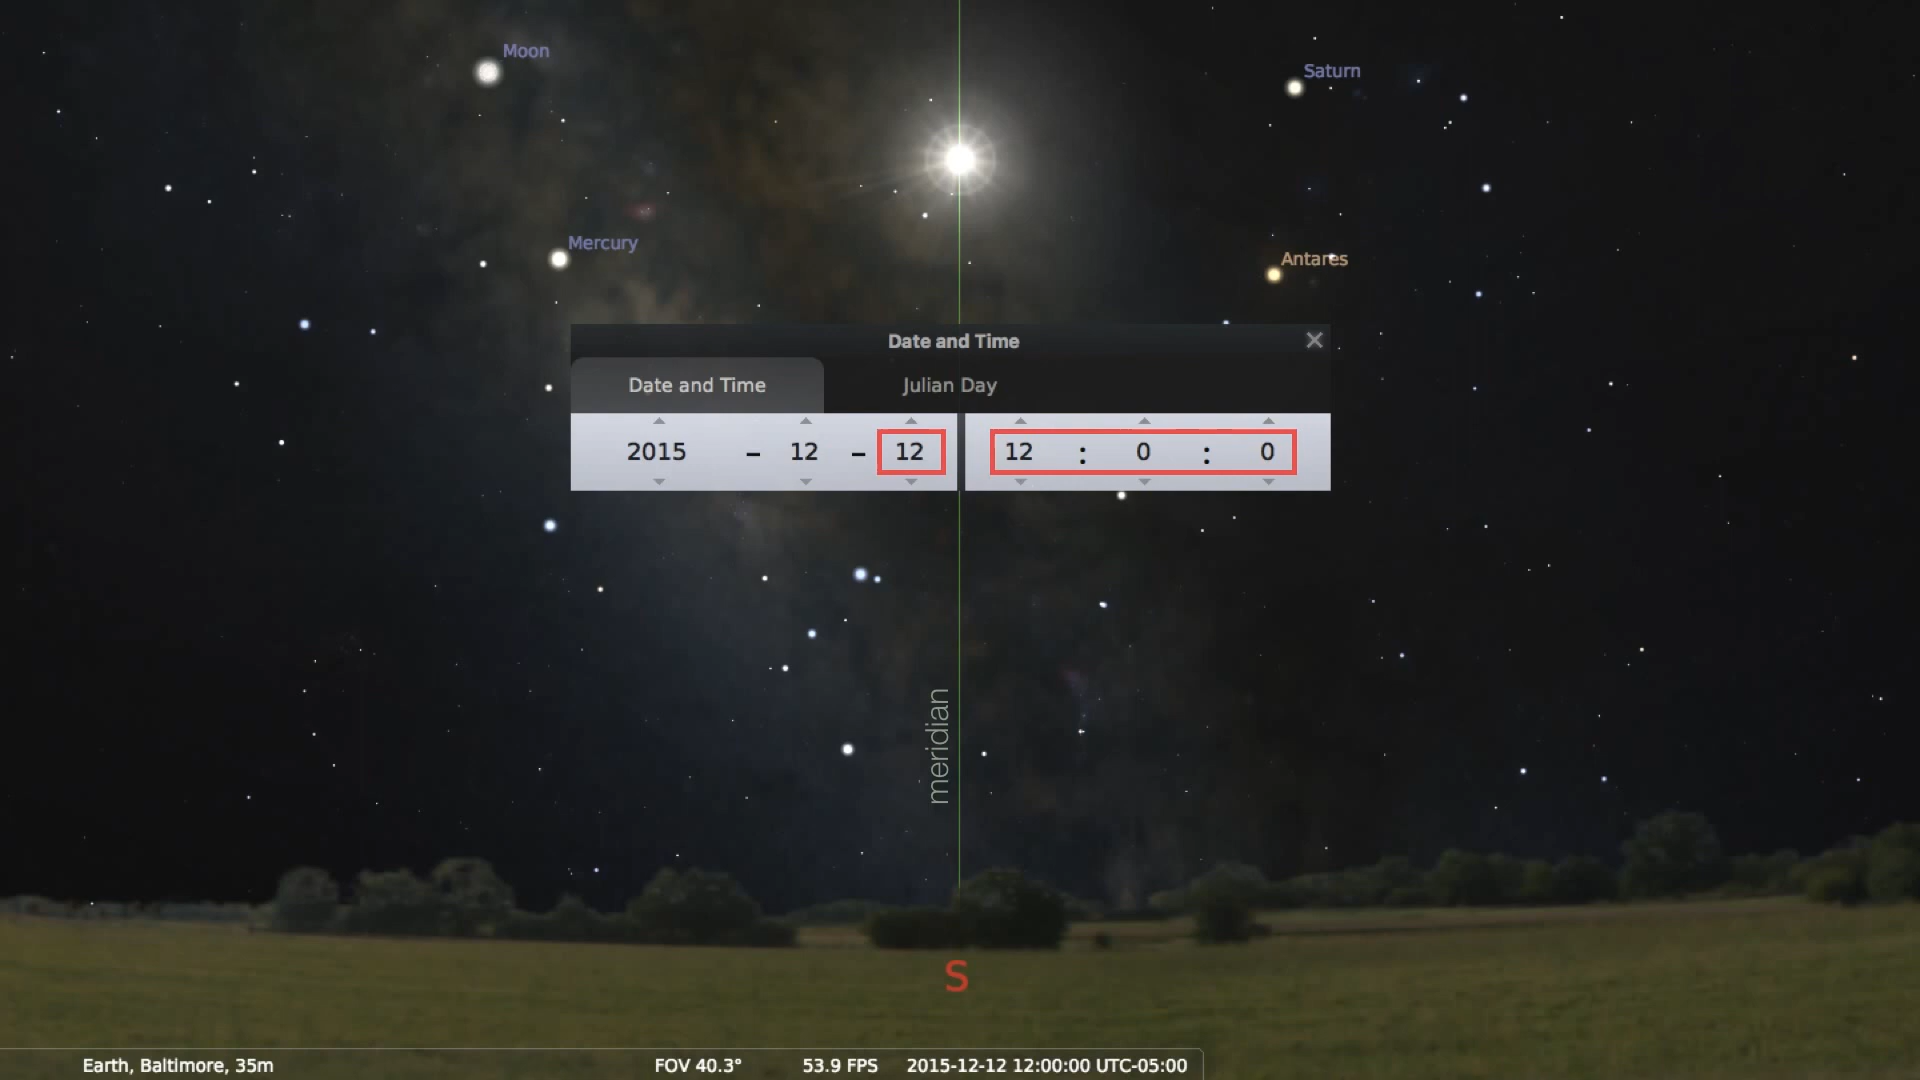 Moon
Saturn
Mercury
Antares
Date and Time
Date and Time
Julian Day
2015 - 12 - 12 12 : 0 : 0
meridian
S
Earth, Baltimore, 35m FOV 40.3° 53.9 FPS 2015-12-12 12:00:00 UTC-05:00